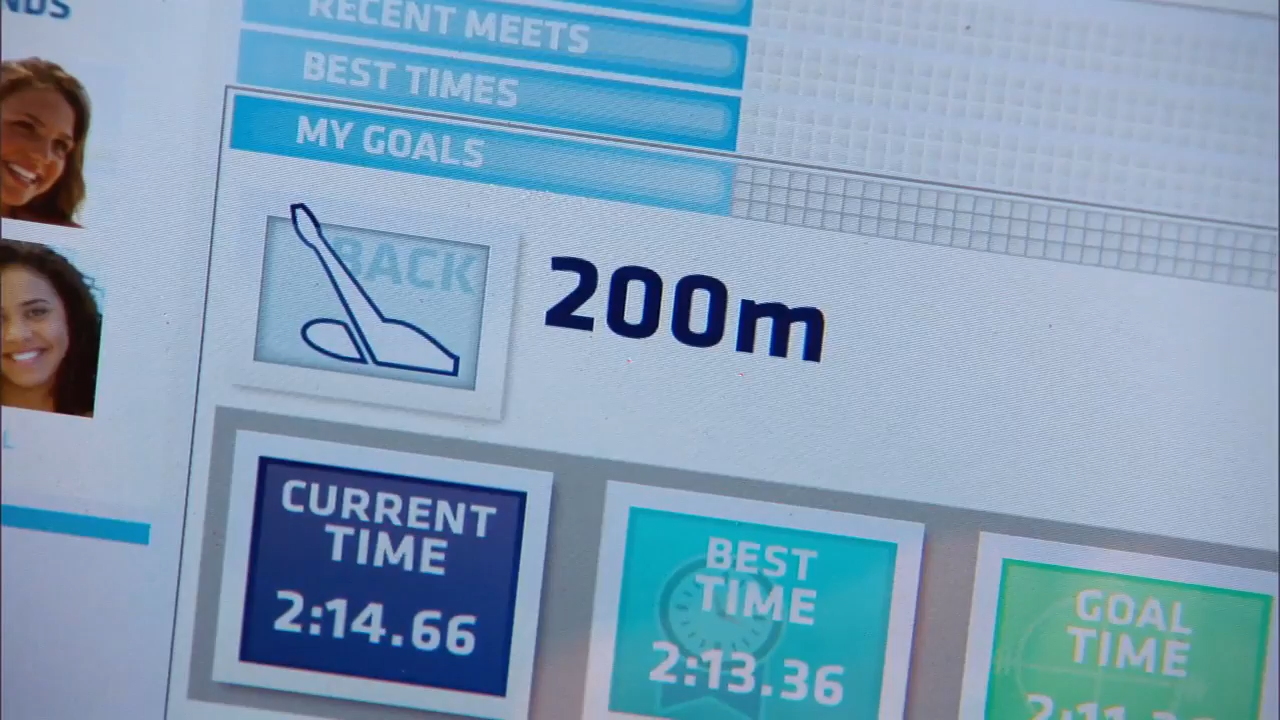 NDS
RECENT MEETS
BEST TIMES
MY GOALS
BACK
200m
CURRENT
TIME
2:14.66
BEST
TIME
2:13.36
GOAL
TIME